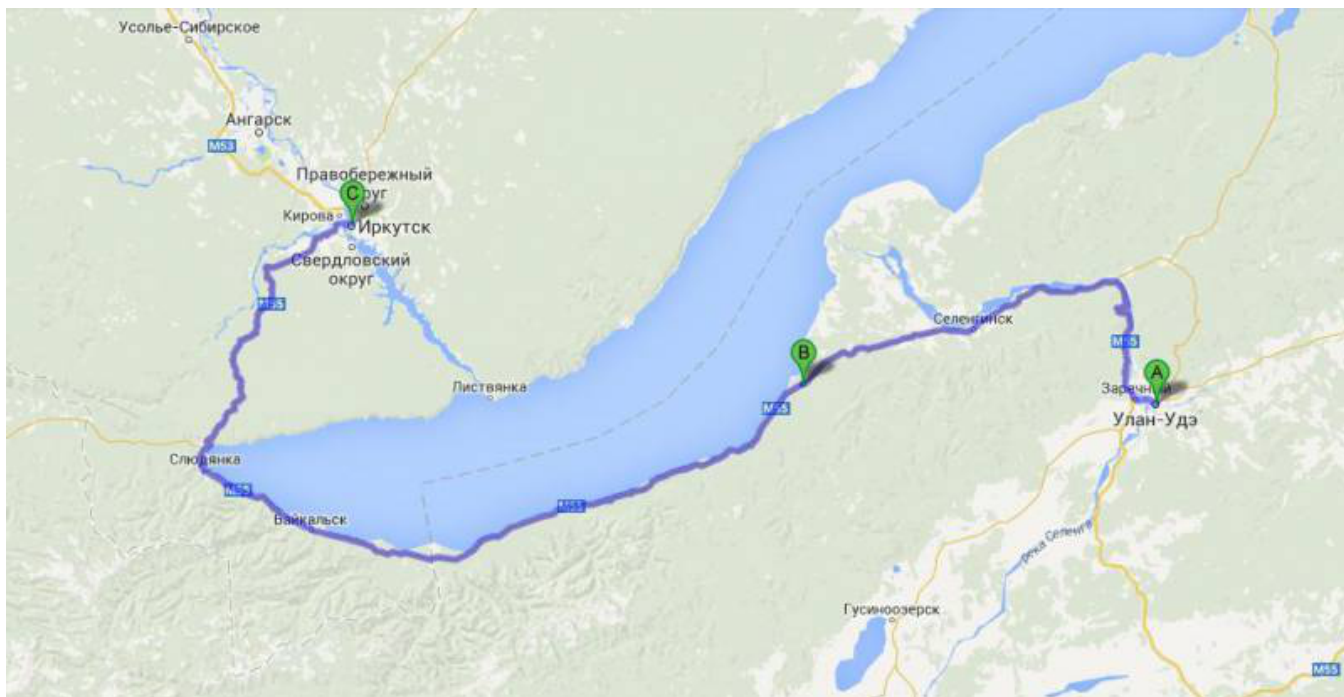 Усолье-Сибирское
Ангарск
M53
Правобережный
округ
C
Кирова
Иркутск
Свердловский
округ
M55
Селенгинск
M55
B
A
Листвянка
Заречный
M55
Улан-Удэ
Слюдянка
M55
M55
Байкальск
река Селенга
Гусиноозерск
M55